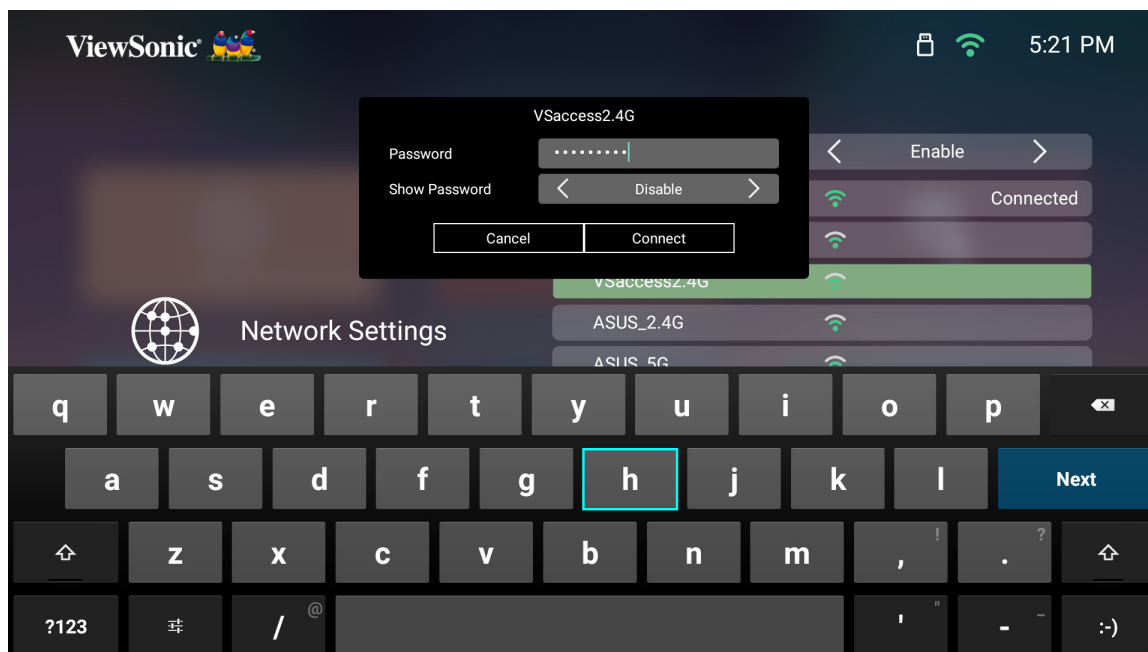 ViewSonic
5:21 PM
VSaccess2.4G
Password •••••••••
Enable
Show Password Disable
Connected
Cancel Connect
VSaccess2.4G
Network Settings
ASUS_2.4G
ASUS_5G
q w e r t y u i o p
a s d f g h j k l Next
z x c v b n m , ! . ?
?123 / @ ' " - _ :-)